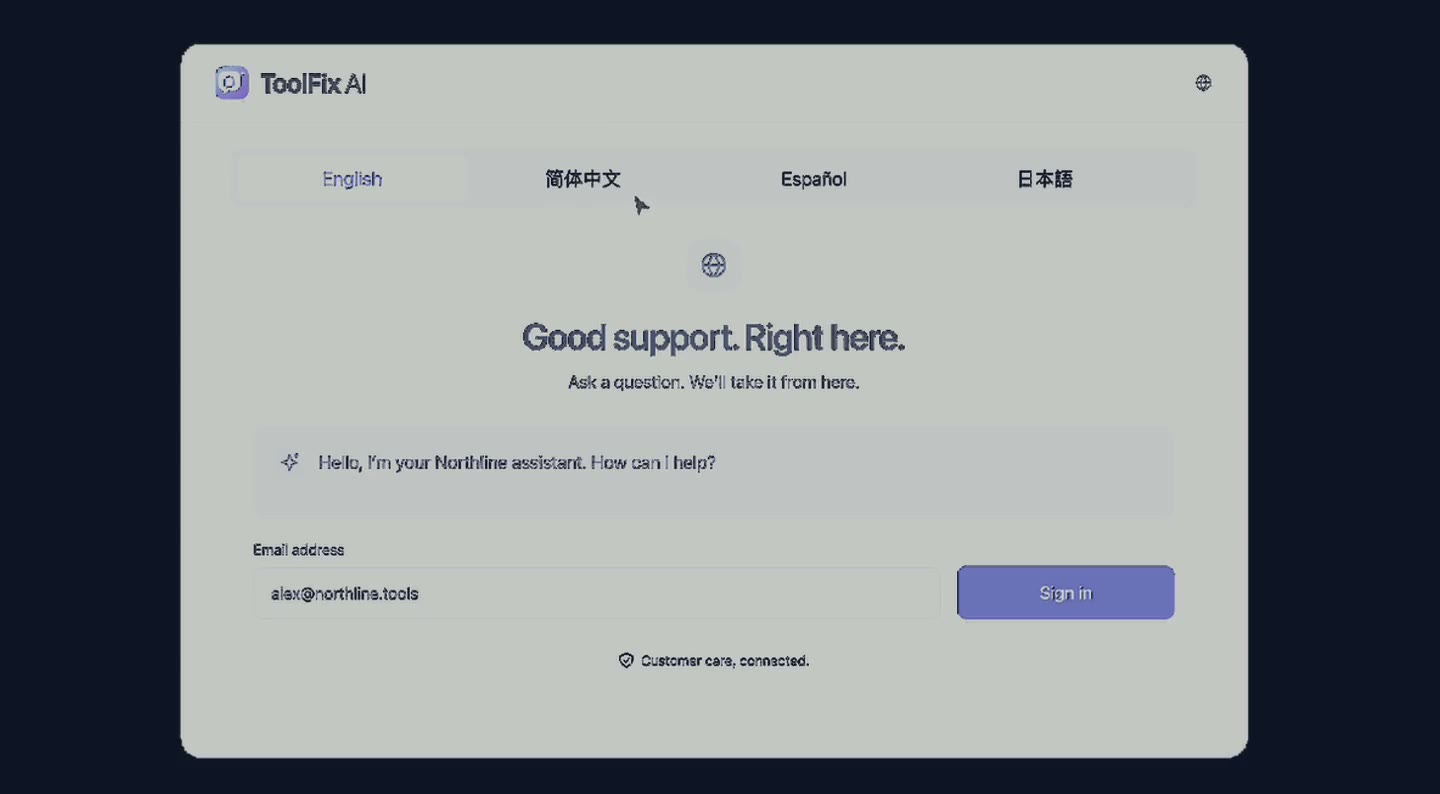 ToolFix AI
English 简体中文 Español 日本語
Good support. Right here.
Ask a question. We'll take it from here.
Hello, I'm your Northline assistant. How can I help?
Email address
alex@northline.tools Sign in
Customer care, connected.